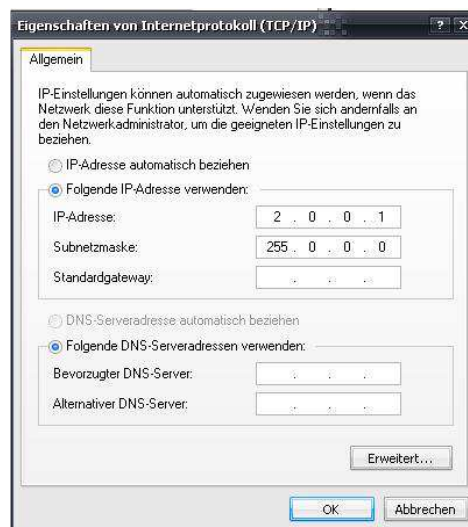 Eigenschaften von Internetprotokoll (TCP/IP)
Allgemein
IP-Einstellungen können automatisch zugewiesen werden, wenn das
Netzwerk diese Funktion unterstützt. Wenden Sie sich andernfalls an
den Netzwerkadministrator, um die geeigneten IP-Einstellungen zu
beziehen.
IP-Adresse automatisch beziehen
Folgende IP-Adresse verwenden:
IP-Adresse: 2 . 0 . 0 . 1
Subnetzmaske: 255 . 0 . 0 . 0
Standardgateway: . . .
DNS-Serveradresse automatisch beziehen
Folgende DNS-Serveradressen verwenden:
Bevorzugter DNS-Server: . . .
Alternativer DNS-Server: . . .
Erweitert...
OK Abbrechen